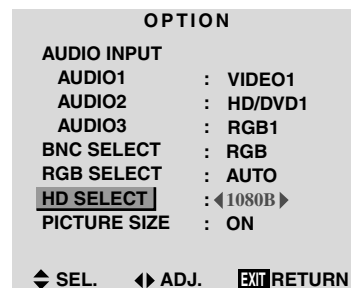 OPTION
AUDIO INPUT
AUDIO1 : VIDEO1
AUDIO2 : HD/DVD1
AUDIO3 : RGB1
BNC SELECT : RGB
RGB SELECT : AUTO
HD SELECT : 1080B
PICTURE SIZE : ON
SEL. ADJ. EXIT RETURN